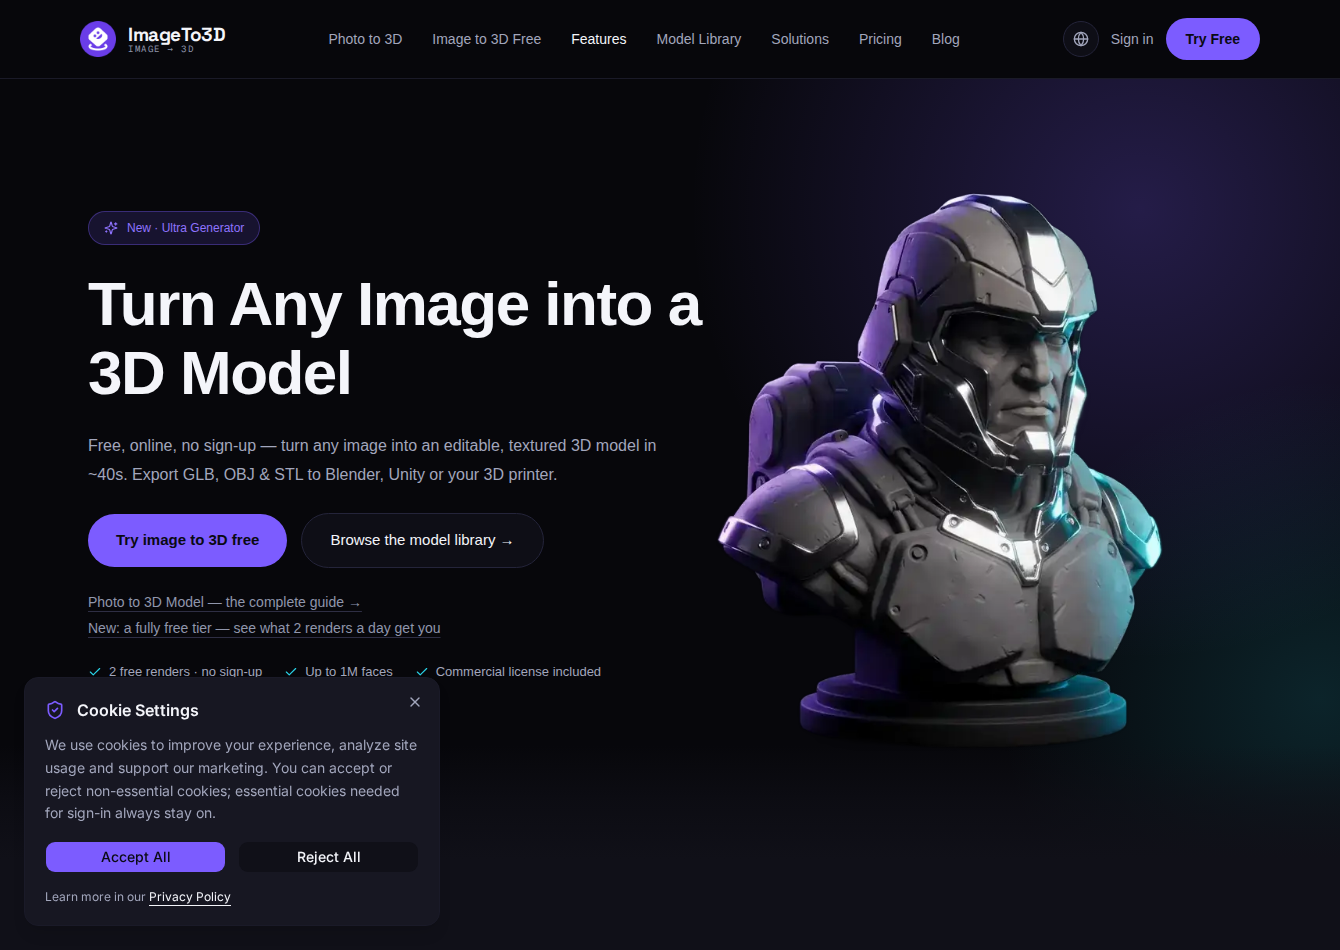 ImageTo3D
IMAGE → 3D
Photo to 3D
Image to 3D Free
Features
Model Library
Solutions
Pricing
Blog
Sign in
Try Free
New · Ultra Generator
Turn Any Image into a
3D Model
Free, online, no sign-up — turn any image into an editable, textured 3D model in
~40s. Export GLB, OBJ & STL to Blender, Unity or your 3D printer.
Try image to 3D free
Browse the model library →
Photo to 3D Model — the complete guide →
New: a fully free tier — see what 2 renders a day get you
2 free renders · no sign-up
Up to 1M faces
Commercial license included
Cookie Settings
We use cookies to improve your experience, analyze site
usage and support our marketing. You can accept or
reject non-essential cookies; essential cookies needed
for sign-in always stay on.
Accept All
Reject All
Learn more in our Privacy Policy